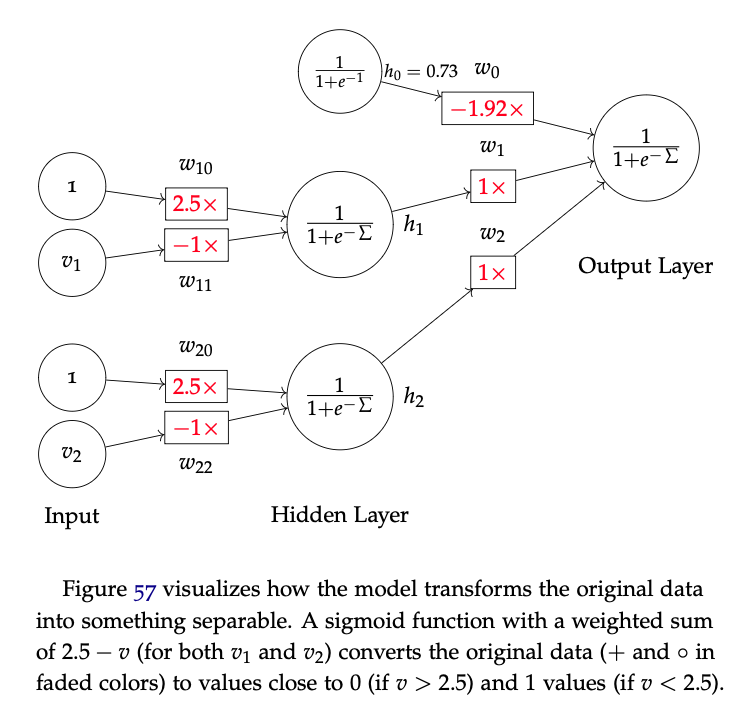 1
1+e^{-1}
h_0 = 0.73
w_0
−1.92×
w_1
1
1+e^{-Σ}
w_10
1
2.5×
1×
1
1+e^{-Σ}
h_1
w_2
−1×
v_1
Output Layer
w_11
1×
w_20
1
2.5×
1
1+e^{-Σ}
h_2
−1×
v_2
w_22
Input
Hidden Layer
Figure 57 visualizes how the model transforms the original data
into something separable. A sigmoid function with a weighted sum
of 2.5 − v (for both v_1 and v_2) converts the original data (+ and ∘ in
faded colors) to values close to 0 (if v > 2.5) and 1 values (if v < 2.5).